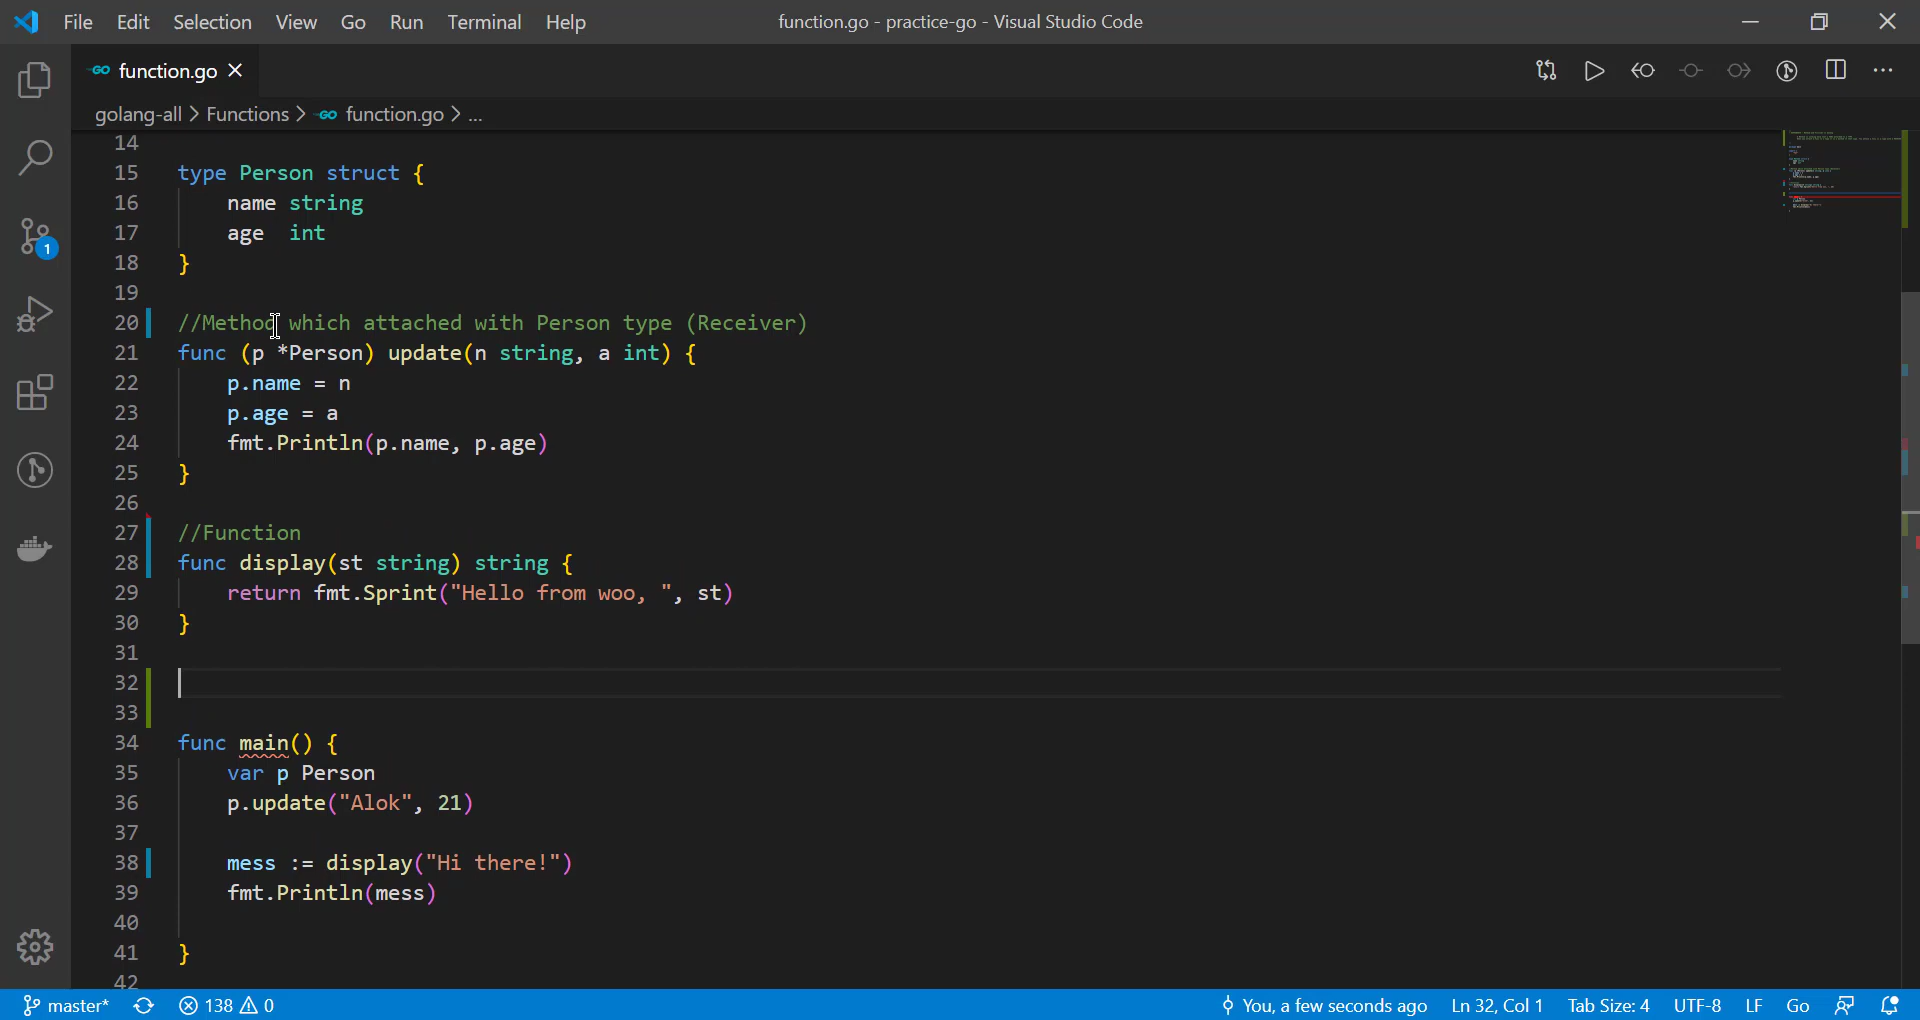 File Edit Selection View Go Run Terminal Help function.go - practice-go - Visual Studio Code
GO function.go
golang-all > Functions > GO function.go > ...
14
15 type Person struct {
16 name string
17 age int
18 }
19
20 //Method which attached with Person type (Receiver)
21 func (p *Person) update(n string, a int) {
22 p.name = n
23 p.age = a
24 fmt.Println(p.name, p.age)
25 }
26
27 //Function
28 func display(st string) string {
29 return fmt.Sprint("Hello from woo, ", st)
30 }
31
32
33
34 func main() {
35 var p Person
36 p.update("Alok", 21)
37
38 mess := display("Hi there!")
39 fmt.Println(mess)
40
41 }
42
1
master* 138 0 You, a few seconds ago Ln 32, Col 1 Tab Size: 4 UTF-8 LF Go